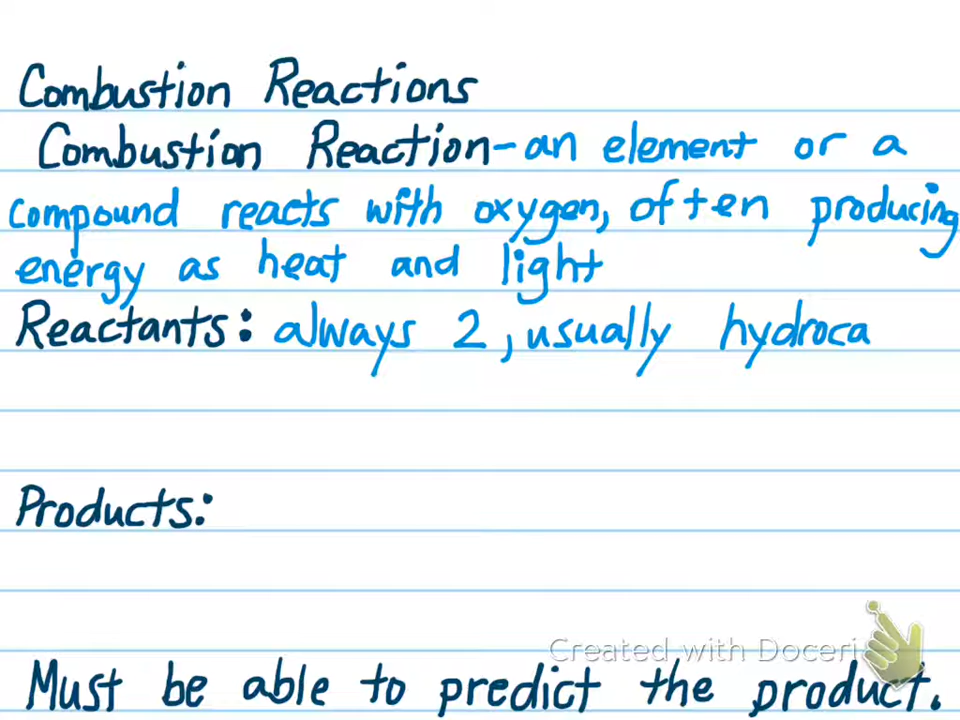 Combustion Reactions
Combustion Reaction-an element or a
compound reacts with oxygen, often producing
energy as heat and light
Reactants: always 2, usually hydroca
Products:
Created with Doceri
Must be able to predict the product.